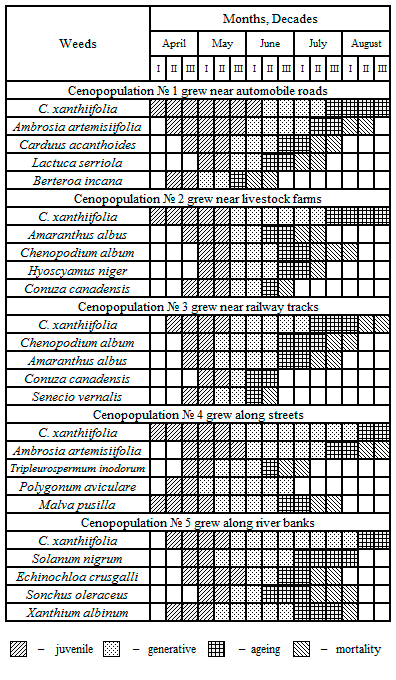 Weeds
Months, Decades
April May June July August
I II III I II III I II III I II III I II III
Cenopopulation № 1 grew near automobile roads
C. xanthiifolia
Ambrosia artemisiifolia
Carduus acanthoides
Lactuca serriola
Berteroa incana
Cenopopulation № 2 grew near livestock farms
C. xanthiifolia
Amaranthus albus
Chenopodium album
Hyoscyamus niger
Conuza canadensis
Cenopopulation № 3 grew near railway tracks
C. xanthiifolia
Chenopodium album
Amaranthus albus
Conuza canadensis
Senecio vernalis
Cenopopulation № 4 grew along streets
C. xanthiifolia
Ambrosia artemisiifolia
Tripleurospermum inodorum
Polygonum aviculare
Malva pusilla
Cenopopulation № 5 grew along river banks
C. xanthiifolia
Solanum nigrum
Echinochloa crusgalli
Sonchus oleraceus
Xanthium albinum
– juvenile – generative – ageing – mortality